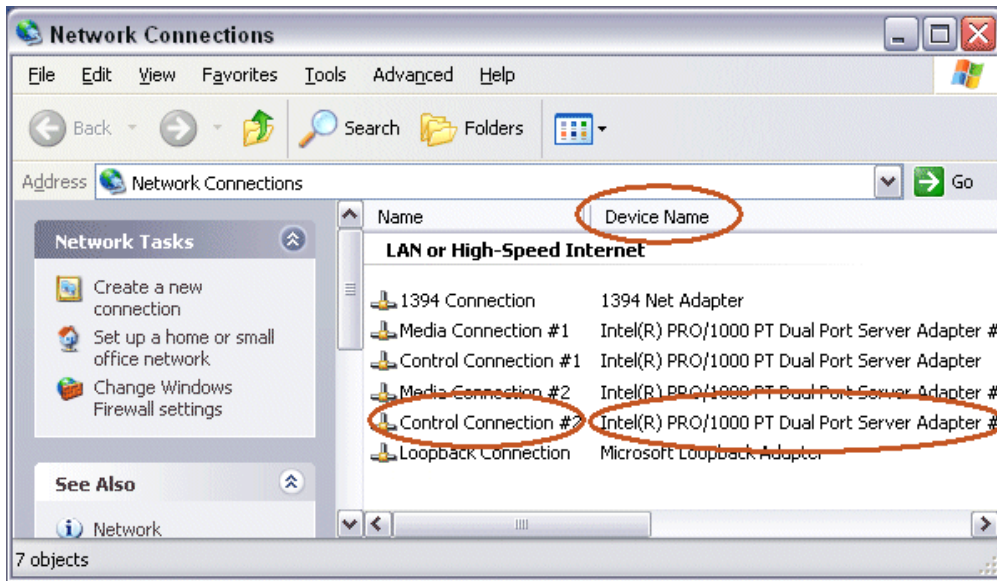 Network Connections
File Edit View Favorites Tools Advanced Help
Back Search Folders
Address Network Connections Go
Network Tasks
Create a new
connection
Set up a home or small
office network
Change Windows
Firewall settings
See Also
Network
Name Device Name
LAN or High-Speed Internet
1394 Connection 1394 Net Adapter
Media Connection #1 Intel(R) PRO/1000 PT Dual Port Server Adapter #
Control Connection #1 Intel(R) PRO/1000 PT Dual Port Server Adapter
Media Connection #2 Intel(R) PRO/1000 PT Dual Port Server Adapter #
Control Connection #2 Intel(R) PRO/1000 PT Dual Port Server Adapter #
Loopback Connection Microsoft Loopback Adapter
7 objects